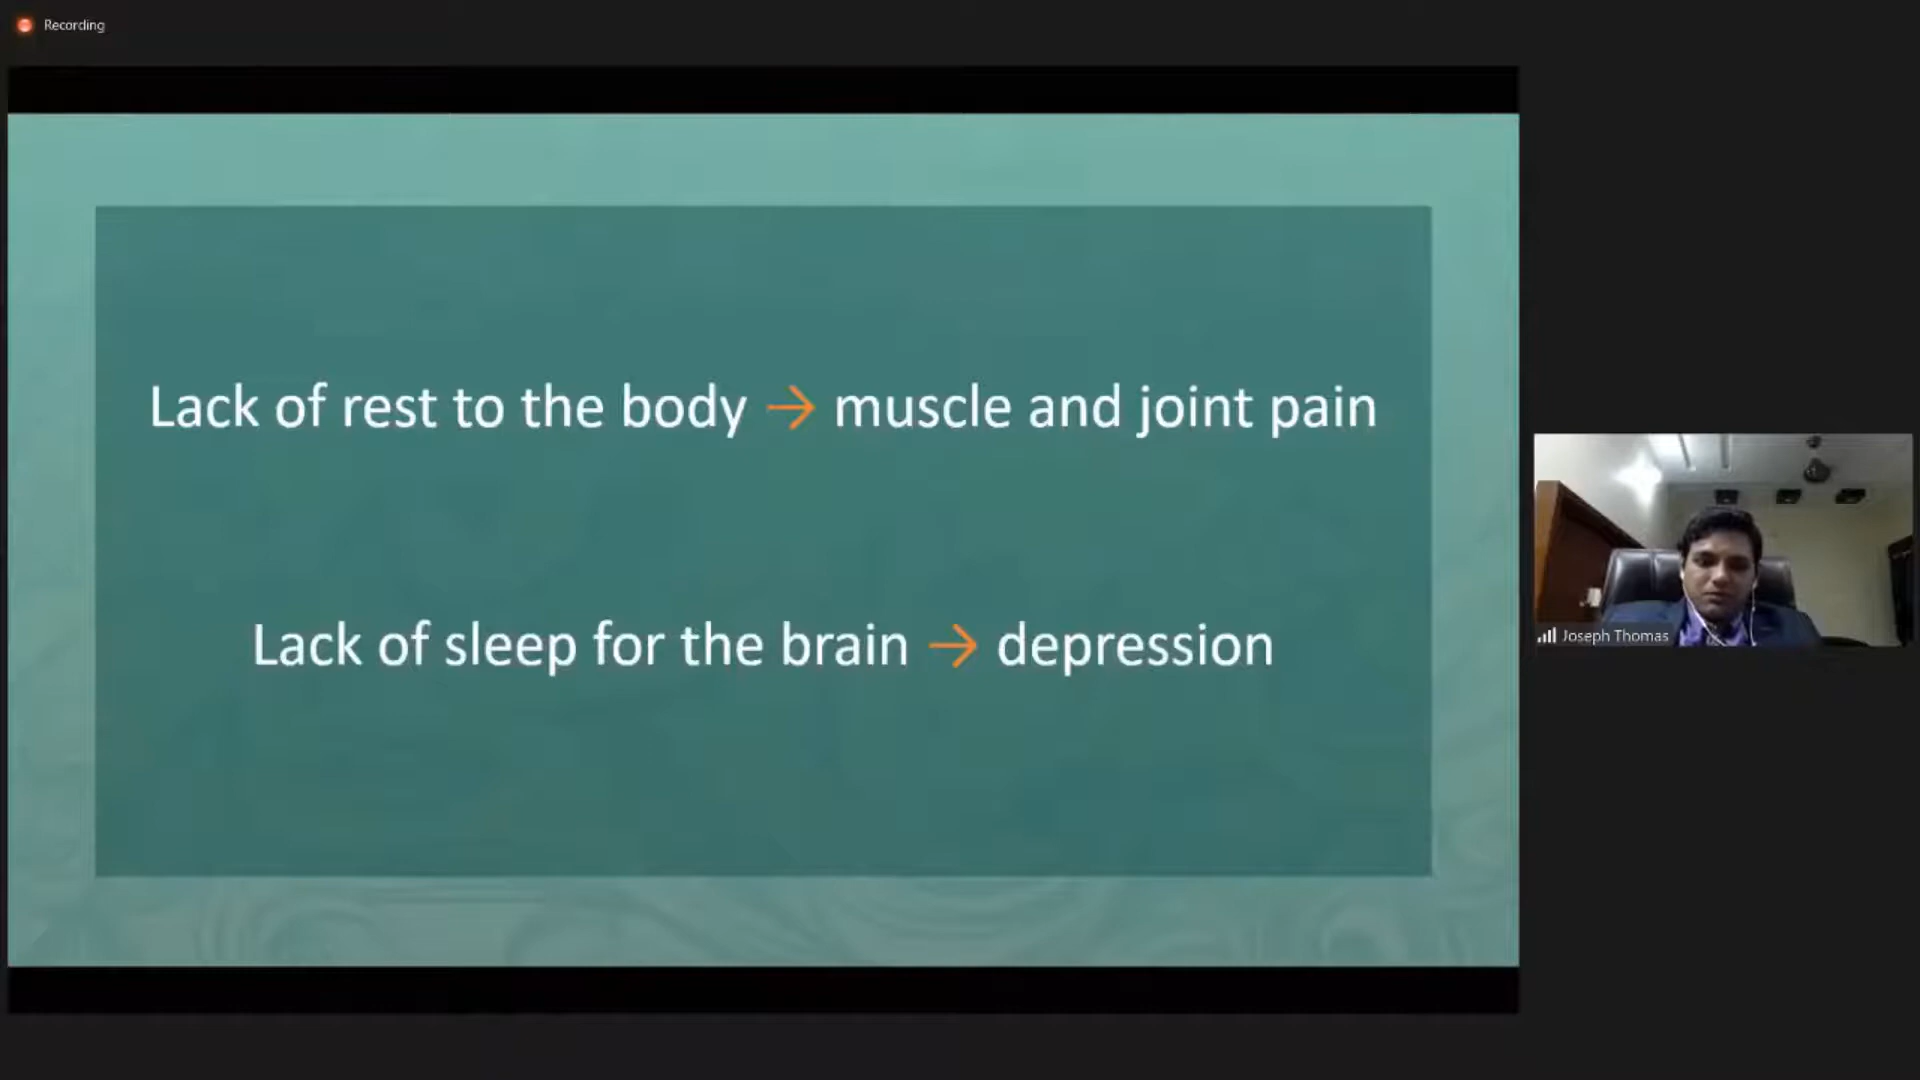 Recording
Lack of rest to the body → muscle and joint pain
Lack of sleep for the brain → depression
Joseph Thomas